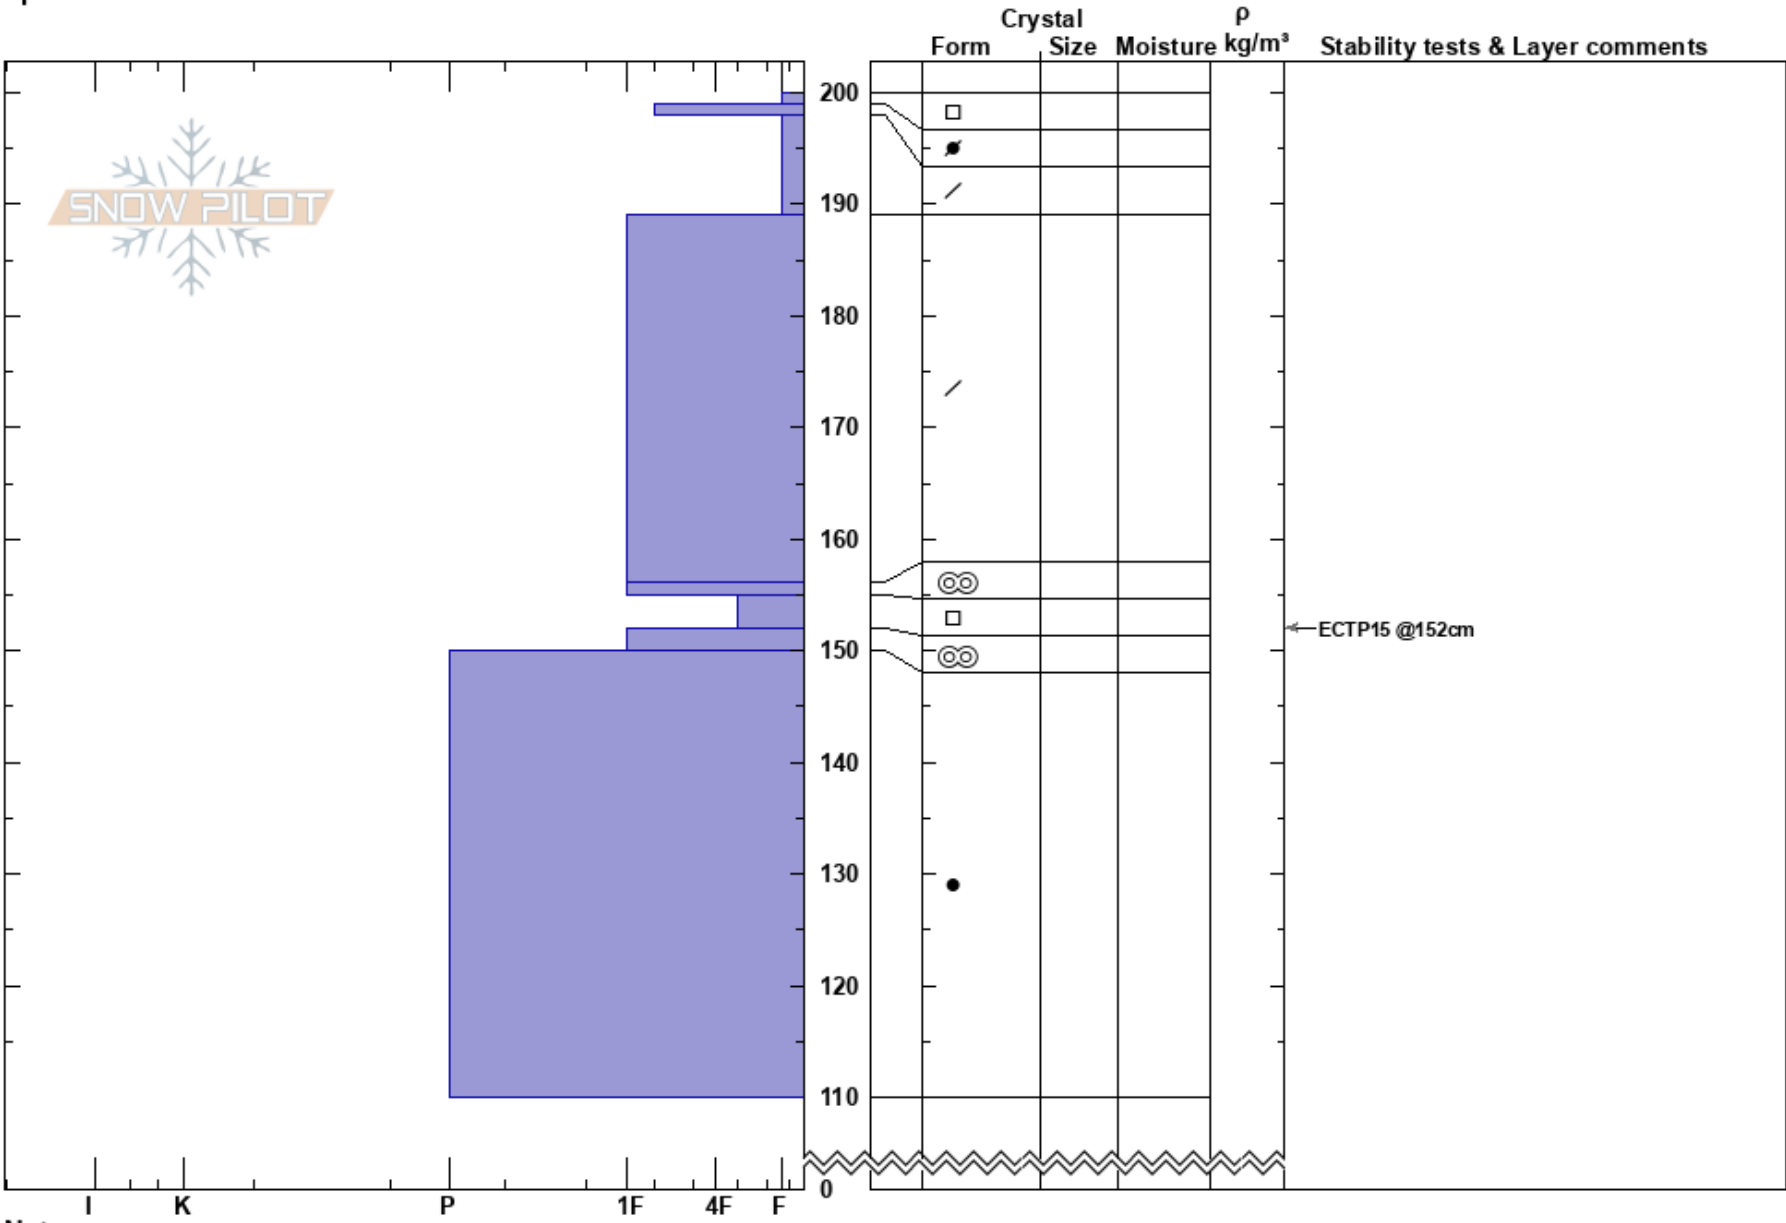 Crystal
ρ
Form Size Moisture kg/m³ Stability tests & Layer comments
200
SNOW PILOT
190
180
170
160
ECTP15 @152cm
150
140
130
120
110
0
I K P 1F 4F F